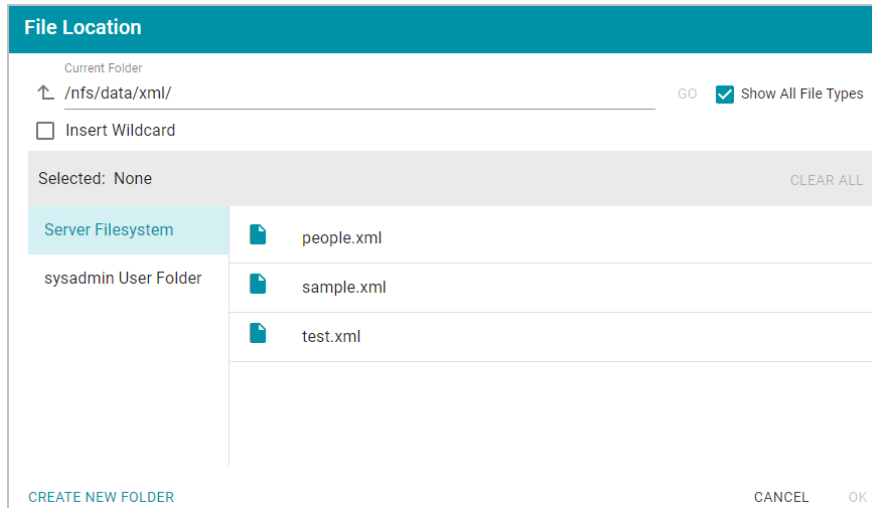 File Location
Current Folder
/nfs/data/xml/
GO
Show All File Types
Insert Wildcard
Selected: None
CLEAR ALL
Server Filesystem
sysadmin User Folder
people.xml
sample.xml
test.xml
CREATE NEW FOLDER
CANCEL
OK